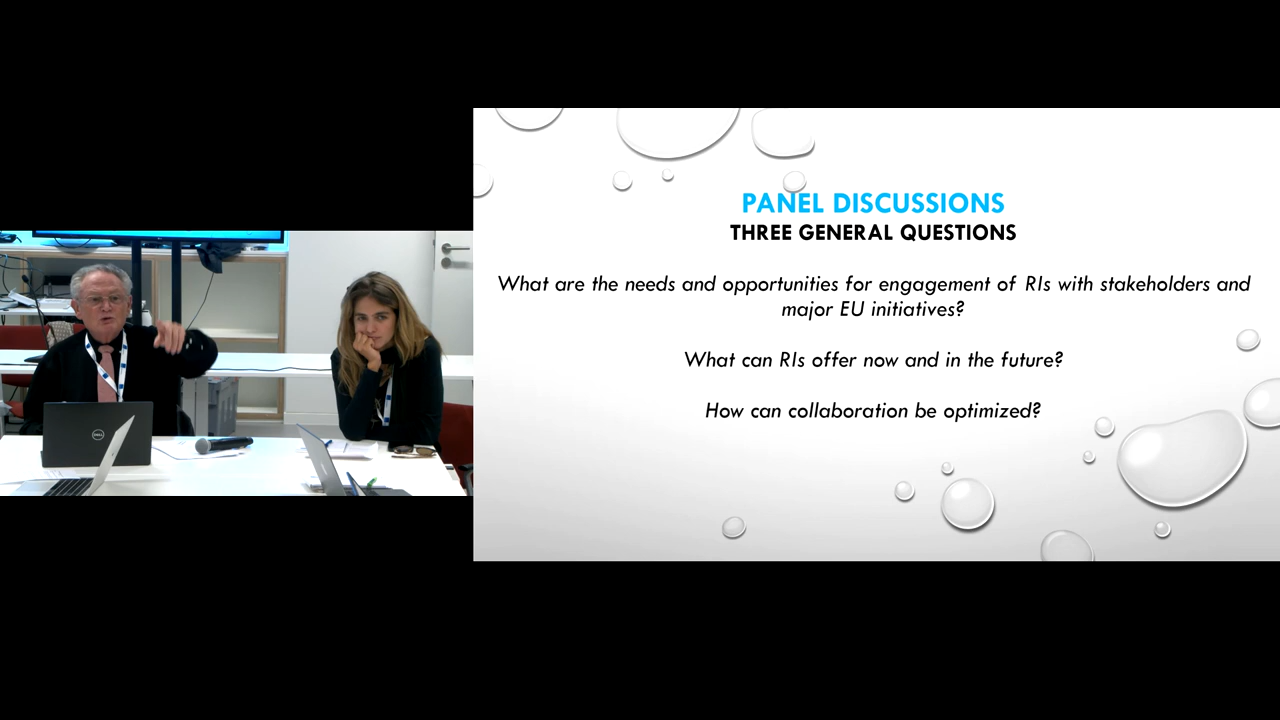 PANEL DISCUSSIONS
THREE GENERAL QUESTIONS
What are the needs and opportunities for engagement of RIs with stakeholders and
major EU initiatives?
What can RIs offer now and in the future?
How can collaboration be optimized?
DELL